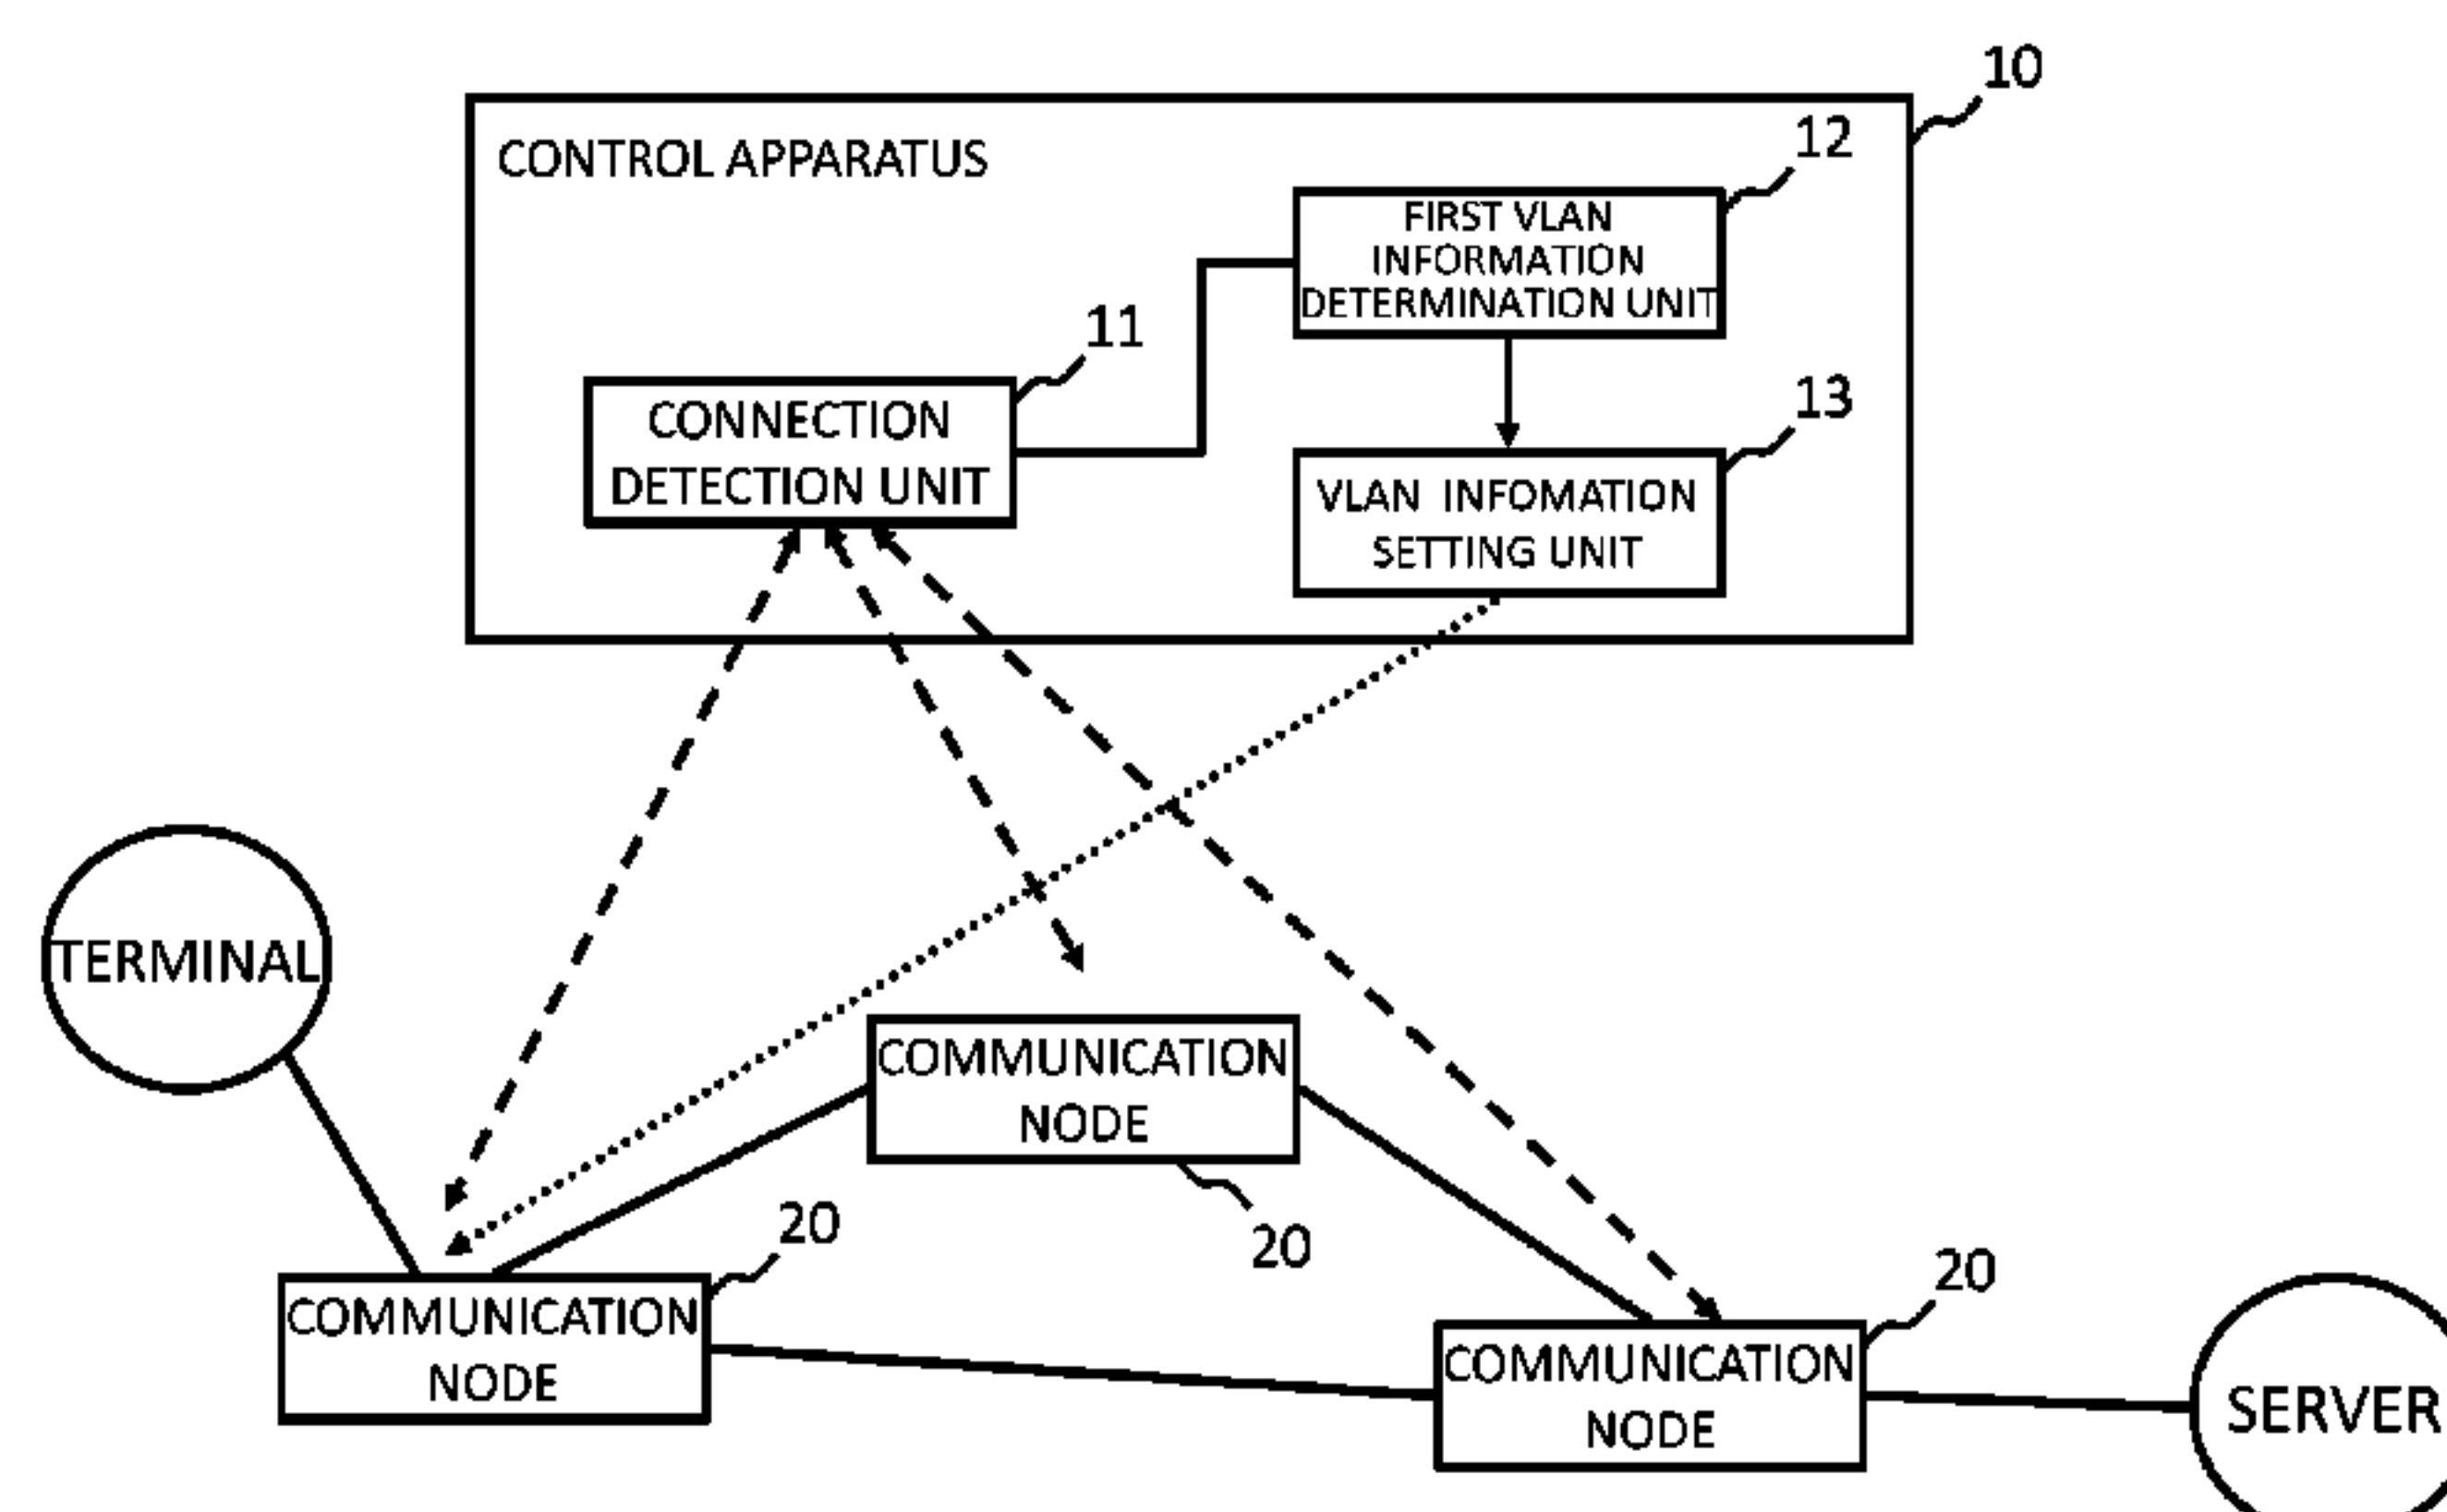 10
CONTROL APPARATUS
12
FIRST VLAN
INFORMATION
DETERMINATION UNIT
11
CONNECTION
DETECTION UNIT
13
VLAN INFOMATION
SETTING UNIT
TERMINAL
COMMUNICATION
NODE
20
COMMUNICATION
NODE
20
COMMUNICATION
NODE
20
SERVER